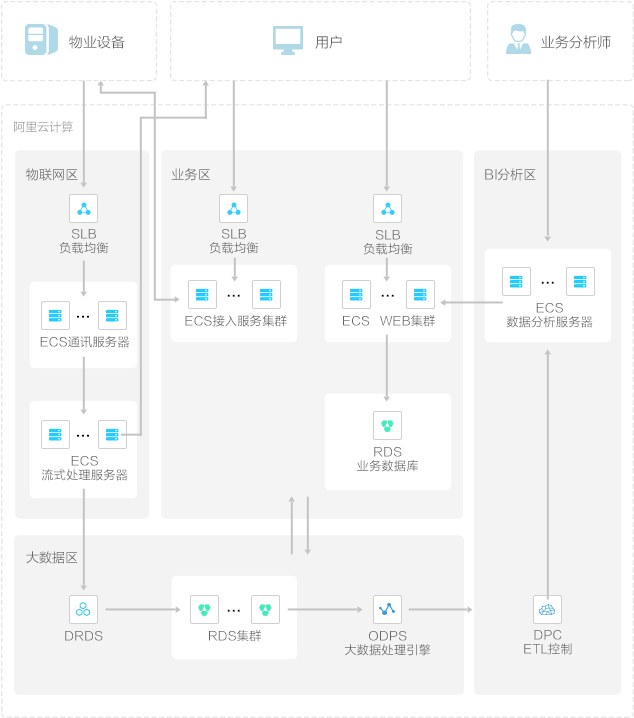 物业设备
用户
业务分析师
阿里云计算
物联网区
业务区
BI分析区
SLB
负载均衡
SLB
负载均衡
SLB
负载均衡
ECS通讯服务器
ECS接入服务集群
ECS WEB集群
ECS
数据分析服务器
ECS
流式处理服务器
RDS
业务数据库
大数据区
DRDS
RDS集群
ODPS
大数据处理引擎
DPC
ETL控制